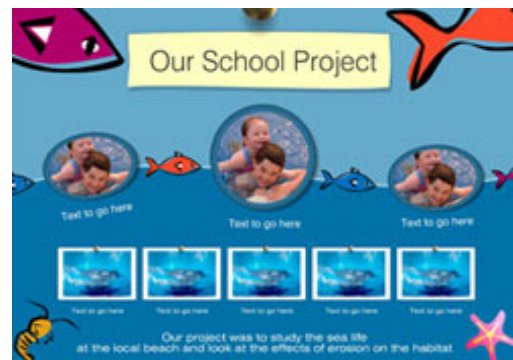 Our School Project
Text to go here
Text to go here
Text to go here
Text to go here
Text to go here
Text to go here
Text to go here
Text to go here
Our project was to study the sea life
at the local beach and look at the effects of erosion on the habitat